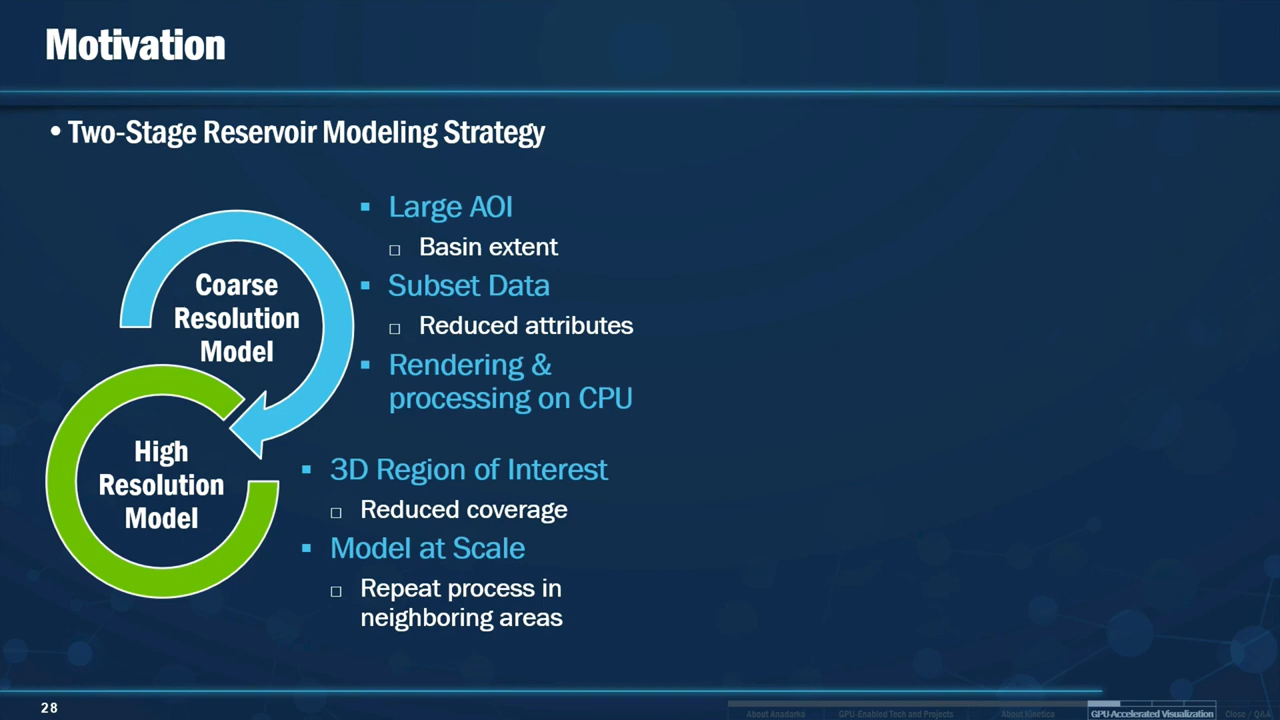 Motivation
• Two-Stage Reservoir Modeling Strategy
Coarse
Resolution
Model
▪ Large AOI
□ Basin extent
▪ Subset Data
□ Reduced attributes
▪ Rendering &
processing on CPU
High
Resolution
Model
▪ 3D Region of Interest
□ Reduced coverage
▪ Model at Scale
□ Repeat process in
neighboring areas
28
About Anadarko
GPU-Enabled Tech and Projects
About Kinetica
GPU-Accelerated Visualization
Close / Q&A